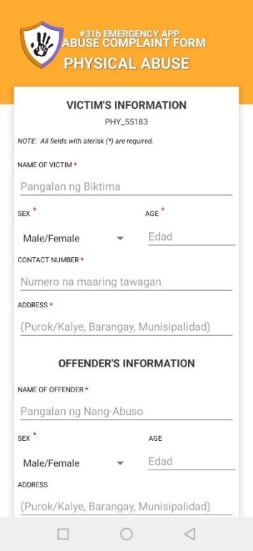 #31b EMERGENCY APP
ABUSE COMPLAINT FORM
PHYSICAL ABUSE
VICTIM'S INFORMATION
PHY_55183
NOTE: All fields with aterisk (*) are required.
NAME OF VICTIM *
Pangalan ng Biktima
SEX * AGE *
Male/Female Edad
CONTACT NUMBER *
Numero na maaring tawagan
ADDRESS *
(Purok/Kalye, Barangay, Munisipalidad)
OFFENDER'S INFORMATION
NAME OF OFFENDER *
Pangalan ng Nang-Abuso
SEX * AGE
Male/Female Edad
ADDRESS
(Purok/Kalye, Barangay, Munisipalidad)